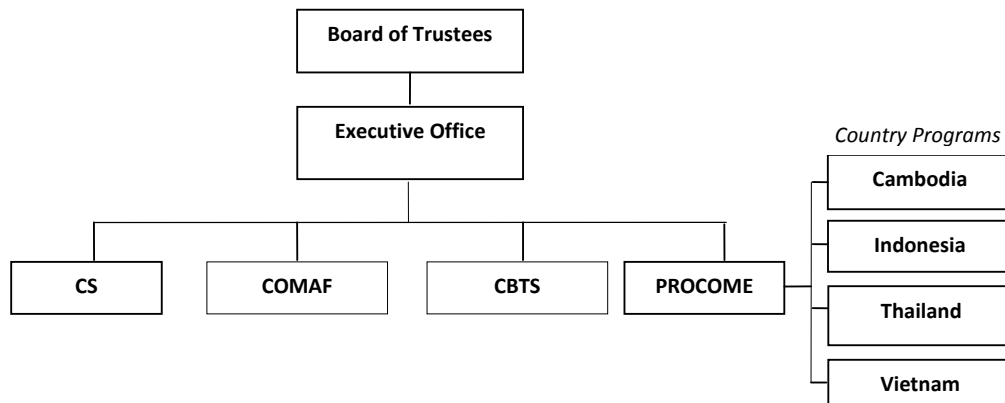 Board of Trustees
Executive Office
Country Programs
Cambodia
Indonesia
CS
COMAF
CBTS
PROCOME
Thailand
Vietnam